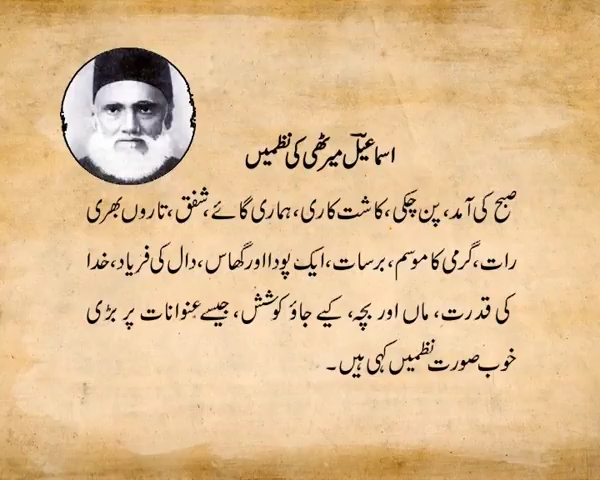 اسماعیل میرٹھی کی نظمیں
صبح کی آمد، پن چکی، کاشت کاری، ہماری گائے، شفق، تاروں بھری
رات، گرمی کا موسم، برسات، ایک پودا اور گھاس، دال کی فریاد، خدا
کی قدرت، ماں اور بچہ، کیے جاؤ کوشش، جیسے عنوانات پر بڑی
خوب صورت نظمیں کہی ہیں۔